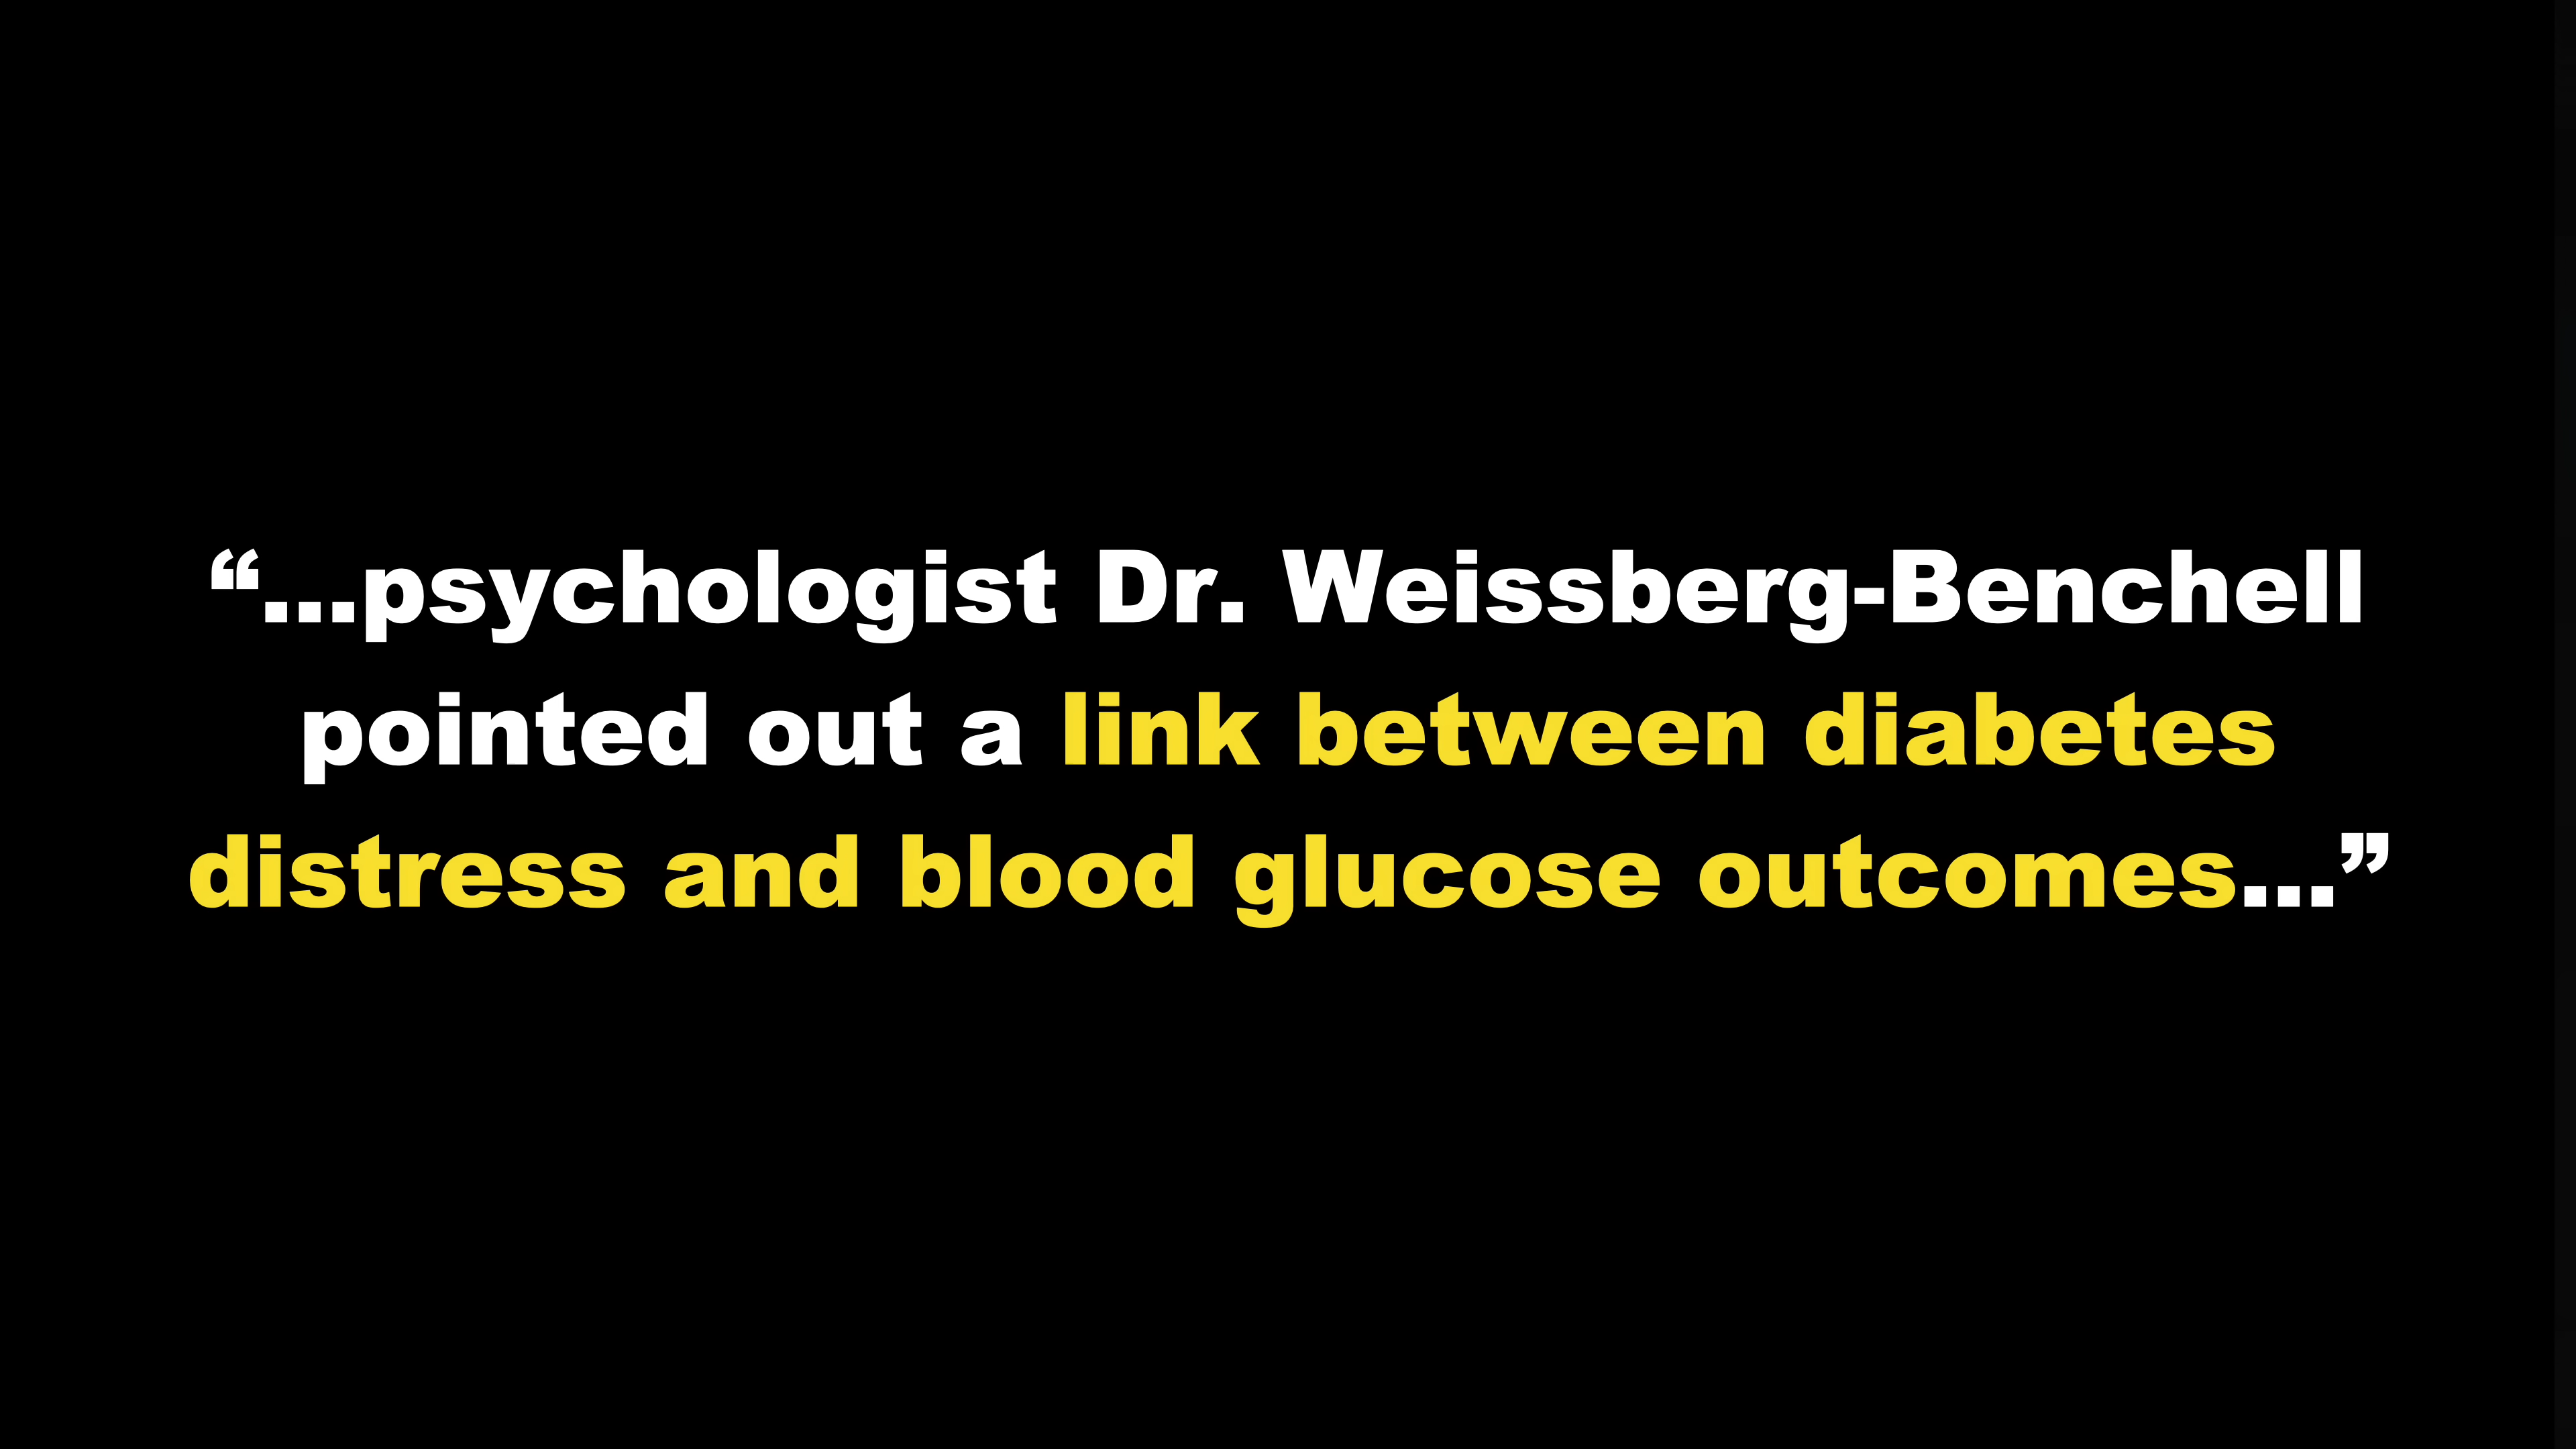 “...psychologist Dr. Weissberg-Benchell
pointed out a link between diabetes
distress and blood glucose outcomes...”